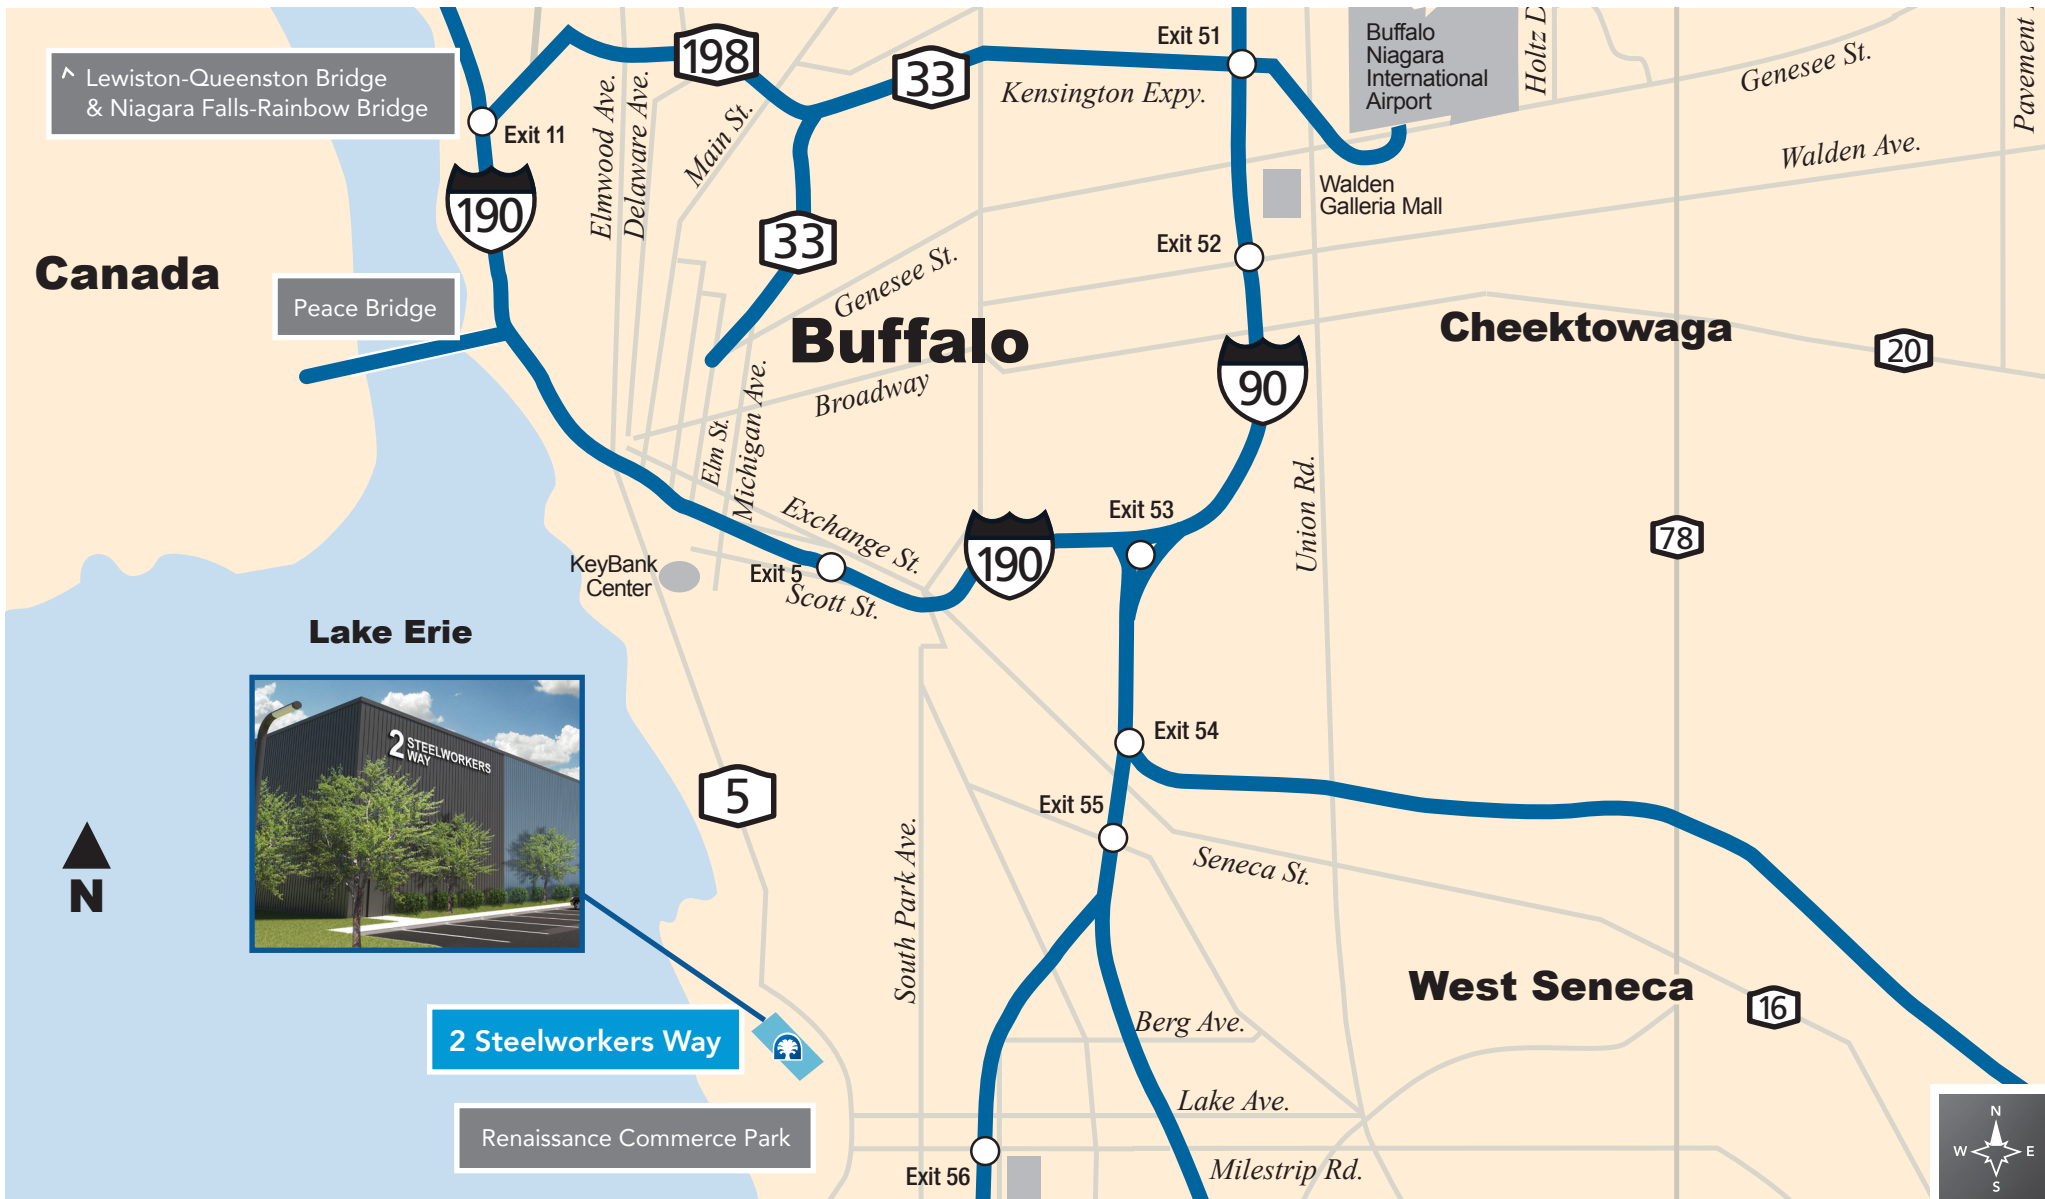 Lewiston-Queenston Bridge
& Niagara Falls-Rainbow Bridge
Exit 11
198
33
Kensington Expy.
Exit 51
Buffalo
Niagara
International
Airport
Genesee St.
Walden Ave.
Elmwood Ave.
Delaware Ave.
Main St.
190
33
Walden
Galleria Mall
Exit 52
Canada
Peace Bridge
Genesee St.
Buffalo
Broadway
Cheektowaga
20
90
Elm St.
Michigan Ave.
Exchange St.
Exit 53
Union Rd.
78
KeyBank
Center
Exit 5
Scott St.
190
Lake Erie
2 STEELWORKERS
WAY
5
Exit 54
Exit 55
Seneca St.
N
South Park Ave.
West Seneca
16
2 Steelworkers Way
Berg Ave.
Lake Ave.
Renaissance Commerce Park
Exit 56
Milestrip Rd.
N
W E
S
Holtz D
Pavement